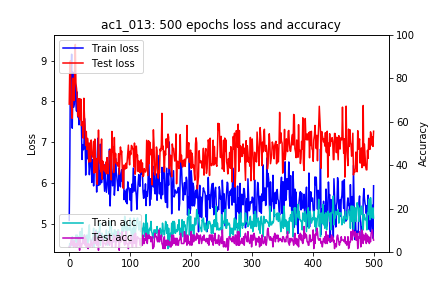 ac1_013: 500 epochs loss and accuracy
Train loss
Test loss
Train acc
Test acc
Loss
9
8
7
6
5
Accuracy
100
80
60
40
20
0
0
100
200
300
400
500